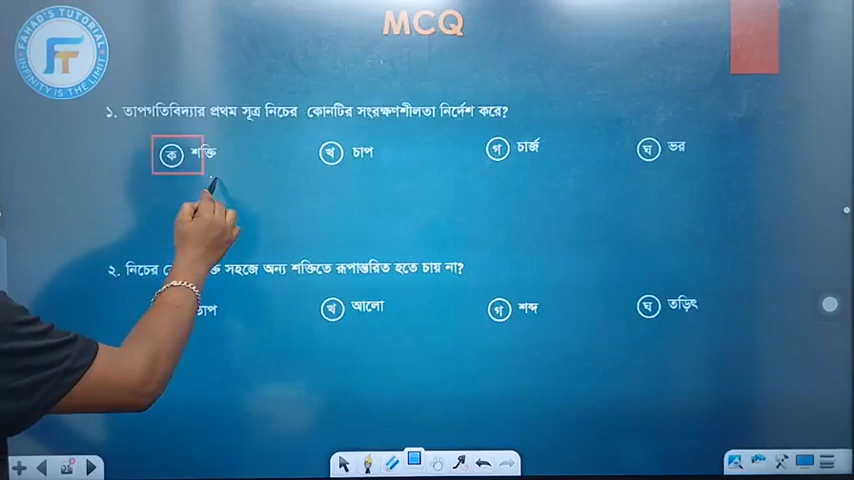 FAHAD'S TUTORIAL
FT
INFINITY IS THE LIMIT
MCQ
১. তাপগতিবিদ্যার প্রথম সূত্র নিচের কোনটির সংরক্ষণশীলতা নির্দেশ করে?
ক শক্তি খ চাপ গ চার্জ ঘ ভর
২. নিচের সহজে অন্য শক্তিতে রূপান্তরিত হতে চায় না?
তাপ খ আলো গ শব্দ ঘ তড়িৎ